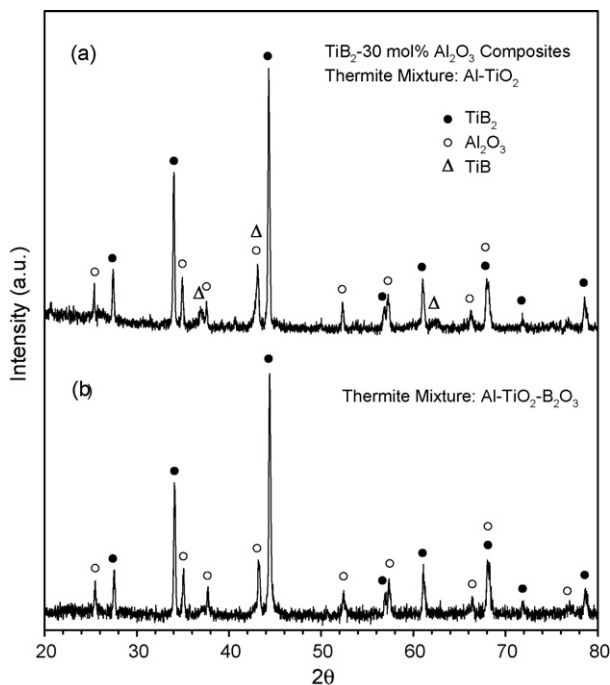 (a)
TiB₂-30 mol% Al₂O₃ Composites
Thermite Mixture: Al-TiO₂
● TiB₂
○ Al₂O₃
Δ TiB
Intensity (a.u.)
(b)
Thermite Mixture: Al-TiO₂-B₂O₃
20 30 40 50 60 70 80
2θ